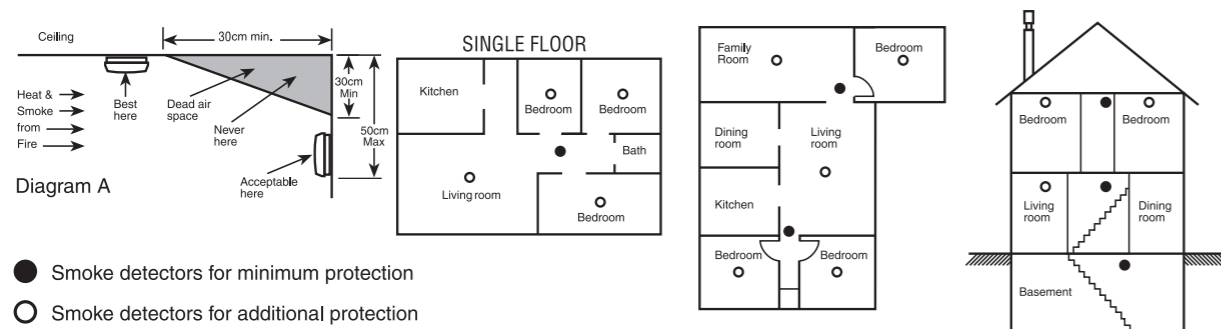 Ceiling
30cm min.
Heat &
Smoke
from
Fire
Best
here
Dead air
space
Never
here
30cm
Min
50cm
Max
Acceptable
here
Diagram A
SINGLE FLOOR
Kitchen
Bedroom
Bedroom
Bath
Living room
Bedroom
Family
Room
Bedroom
Dining
room
Living
room
Kitchen
Bedroom
Bedroom
Bedroom
Bedroom
Living
room
Dining
room
Basement
Smoke detectors for minimum protection
Smoke detectors for additional protection